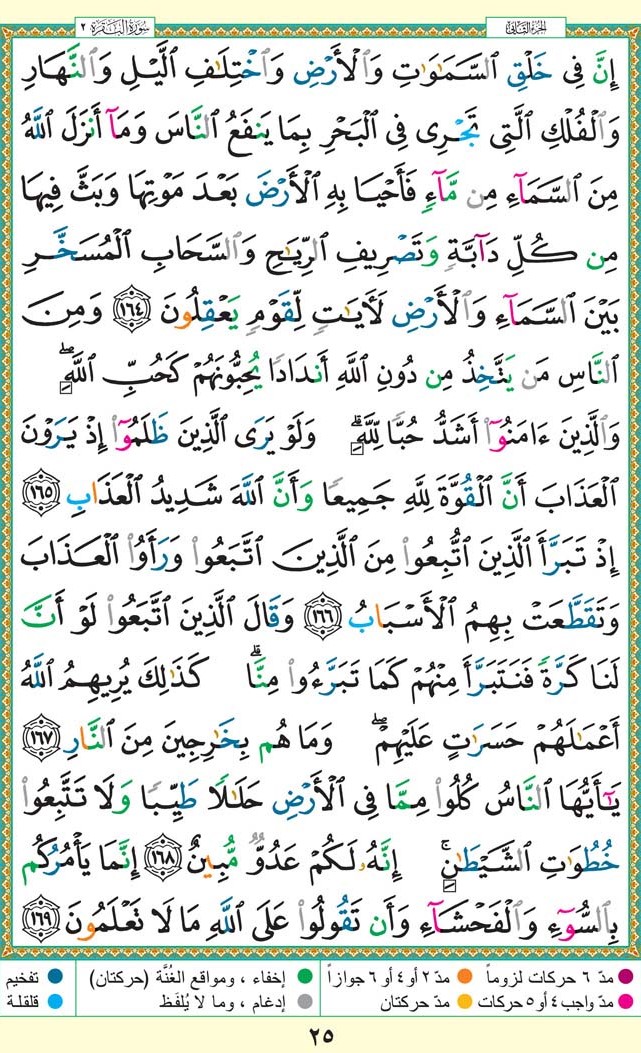 الجزء الثاني
سورة البقرة ٢
إِنَّ فِى خَلْقِ ٱلسَّمَـٰوَٰتِ وَٱلْأَرْضِ وَٱخْتِلَـٰفِ ٱلَّيْلِ وَٱلنَّهَارِ
وَٱلْفُلْكِ ٱلَّتِى تَجْرِى فِى ٱلْبَحْرِ بِمَا يَنفَعُ ٱلنَّاسَ وَمَآ أَنزَلَ ٱللَّهُ
مِنَ ٱلسَّمَآءِ مِن مَّآءٍ فَأَحْيَا بِهِ ٱلْأَرْضَ بَعْدَ مَوْتِهَا وَبَثَّ فِيهَا
مِن كُلِّ دَآبَّةٍ وَتَصْرِيفِ ٱلرِّيَـٰحِ وَٱلسَّحَابِ ٱلْمُسَخَّرِ
بَيْنَ ٱلسَّمَآءِ وَٱلْأَرْضِ لَـَٔايَـٰتٍ لِّقَوْمٍ يَعْقِلُونَ ١٦٤ وَمِنَ
ٱلنَّاسِ مَن يَتَّخِذُ مِن دُونِ ٱللَّهِ أَندَادًا يُحِبُّونَهُمْ كَحُبِّ ٱللَّهِ ۖ
وَٱلَّذِينَ ءَامَنُوٓا۟ أَشَدُّ حُبًّا لِّلَّهِ ۗ وَلَوْ يَرَى ٱلَّذِينَ ظَلَمُوٓا۟ إِذْ يَرَوْنَ
ٱلْعَذَابَ أَنَّ ٱلْقُوَّةَ لِلَّهِ جَمِيعًا وَأَنَّ ٱللَّهَ شَدِيدُ ٱلْعَذَابِ ١٦٥
إِذْ تَبَرَّأَ ٱلَّذِينَ ٱتُّبِعُوا۟ مِنَ ٱلَّذِينَ ٱتَّبَعُوا۟ وَرَأَوُا۟ ٱلْعَذَابَ
وَتَقَطَّعَتْ بِهِمُ ٱلْأَسْبَابُ ١٦٦ وَقَالَ ٱلَّذِينَ ٱتَّبَعُوا۟ لَوْ أَنَّ
لَنَا كَرَّةً فَنَتَبَرَّأَ مِنْهُمْ كَمَا تَبَرَّءُوا۟ مِنَّا ۗ كَذَٰلِكَ يُرِيهِمُ ٱللَّهُ
أَعْمَـٰلَهُمْ حَسَرَٰتٍ عَلَيْهِمْ ۖ وَمَا هُم بِخَـٰرِجِينَ مِنَ ٱلنَّارِ ١٦٧
يَـٰٓأَيُّهَا ٱلنَّاسُ كُلُوا۟ مِمَّا فِى ٱلْأَرْضِ حَلَـٰلًا طَيِّبًا وَلَا تَتَّبِعُوا۟
خُطُوَٰتِ ٱلشَّيْطَـٰنِ ۚ إِنَّهُۥ لَكُمْ عَدُوٌّ مُّبِينٌ ١٦٨ إِنَّمَا يَأْمُرُكُم
بِٱلسُّوٓءِ وَٱلْفَحْشَآءِ وَأَن تَقُولُوا۟ عَلَى ٱللَّهِ مَا لَا تَعْلَمُونَ ١٦٩
مدّ ٦ حركات لزوماً مدّ ٢ أو ٤ أو ٦ جوازاً إخفاء ، ومواقع الغُنَّة (حركتان) تفخيم
مدّ واجب ٤ أو ٥ حركات مدّ حركتان إدغام ، وما لا يُلفَظ قلقلة
٢٥